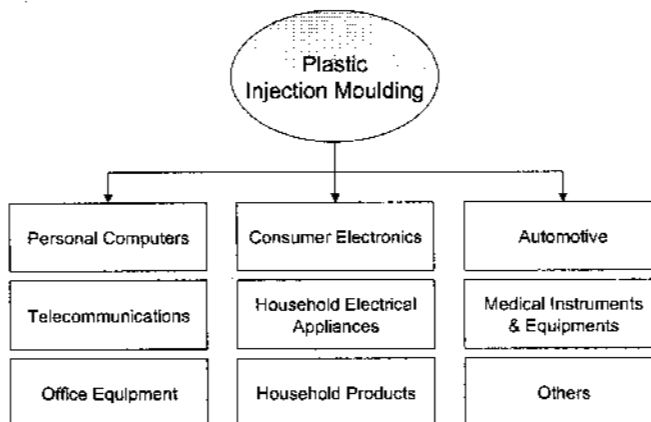 Plastic
Injection Moulding
Personal Computers
Consumer Electronics
Automotive
Telecommunications
Household Electrical
Appliances
Medical Instruments
& Equipments
Office Equipment
Household Products
Others